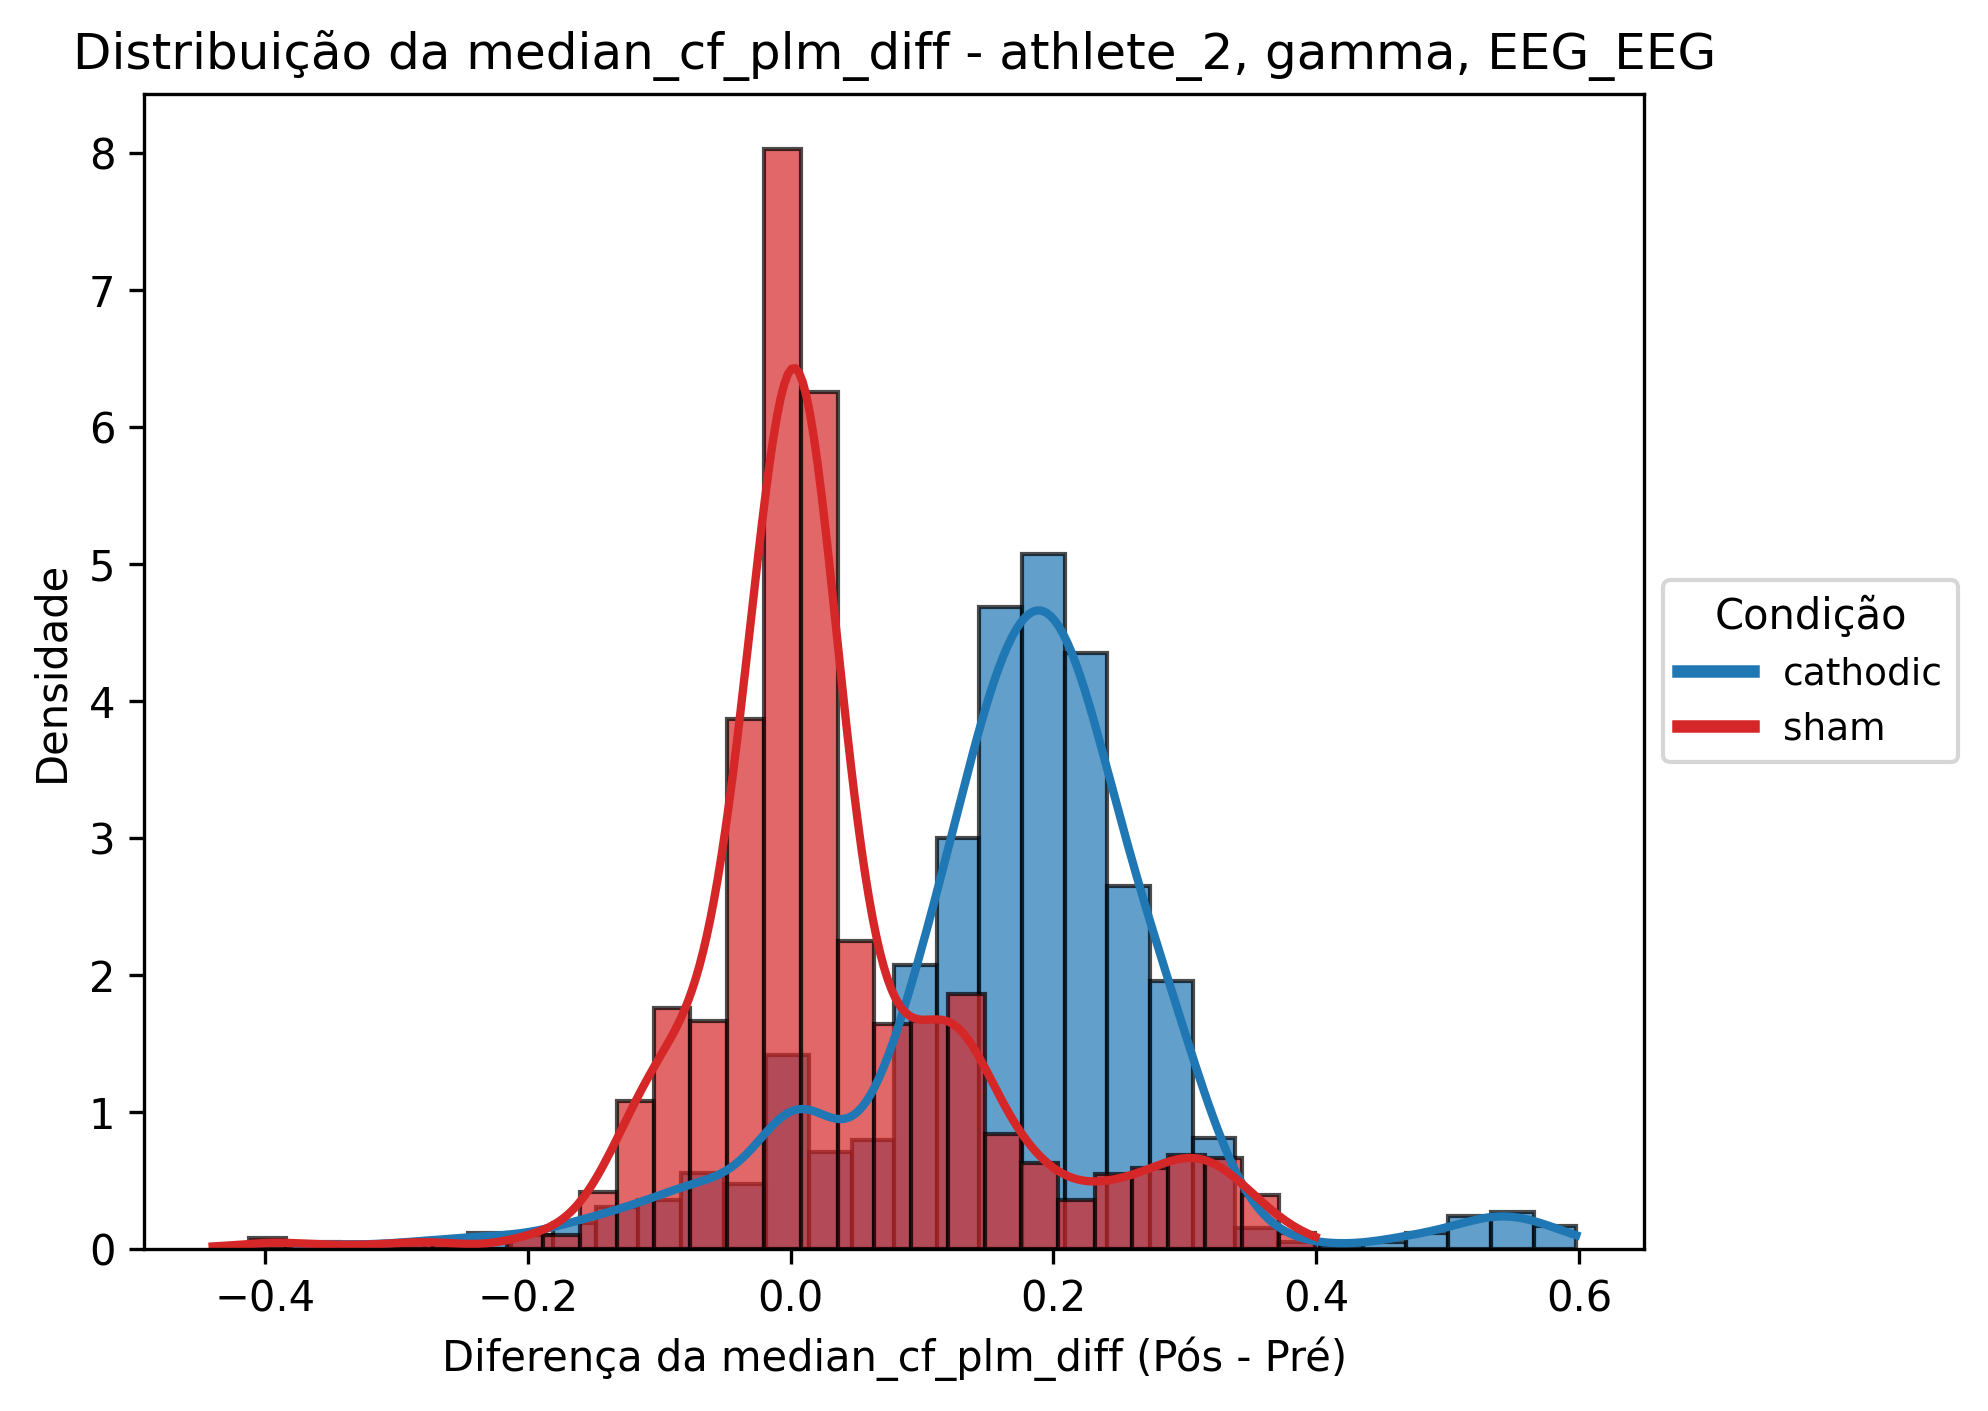 Distribuição da median_cf_plm_diff - athlete_2, gamma, EEG_EEG
8
7
6
5
4
3
2
1
0
Densidade
−0.4
−0.2
0.0
0.2
0.4
0.6
Diferença da median_cf_plm_diff (Pós - Pré)
Condição
cathodic
sham